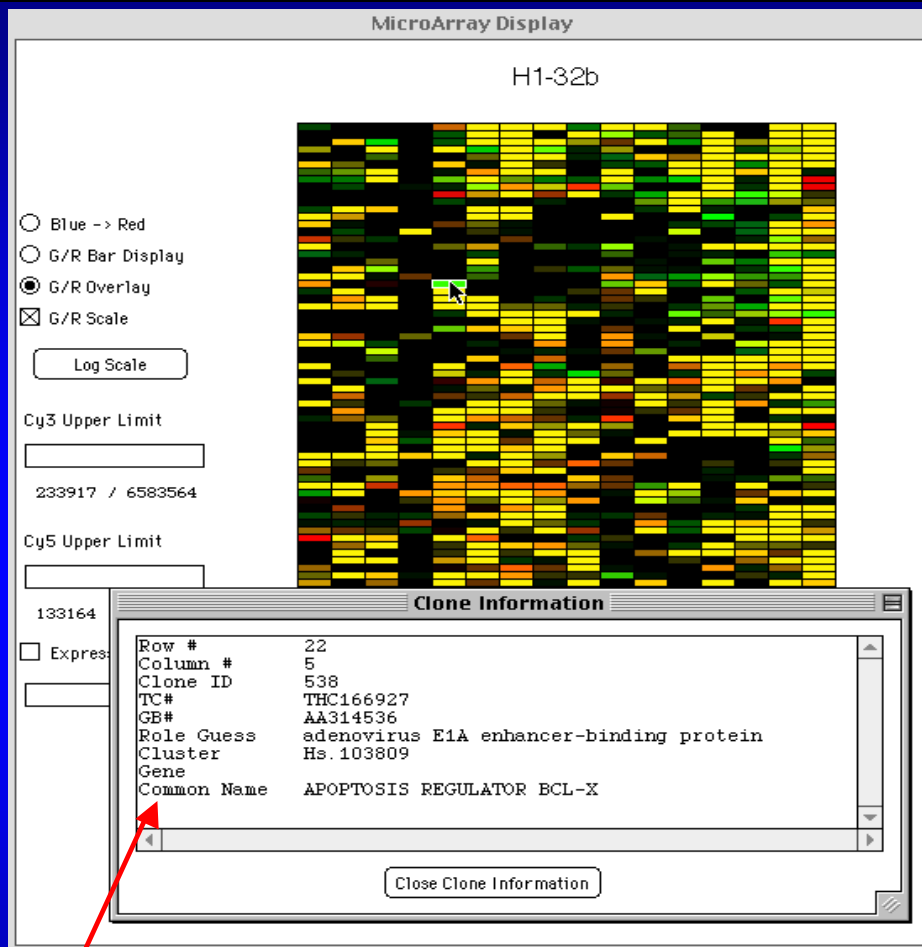 MicroArray Display
H1-32b
Blue -> Red
G/R Bar Display
G/R Overlay
G/R Scale
Log Scale
Cy3 Upper Limit
233917 / 6583564
Cy5 Upper Limit
133164
Clone Information
Row # 22
Column # 5
Clone ID 538
TC# THC166927
GB# AA314536
Role Guess adenovirus E1A enhancer-binding protein
Cluster Hs.103809
Gene
Common Name APOPTOSIS REGULATOR BCL-X
Close Clone Information